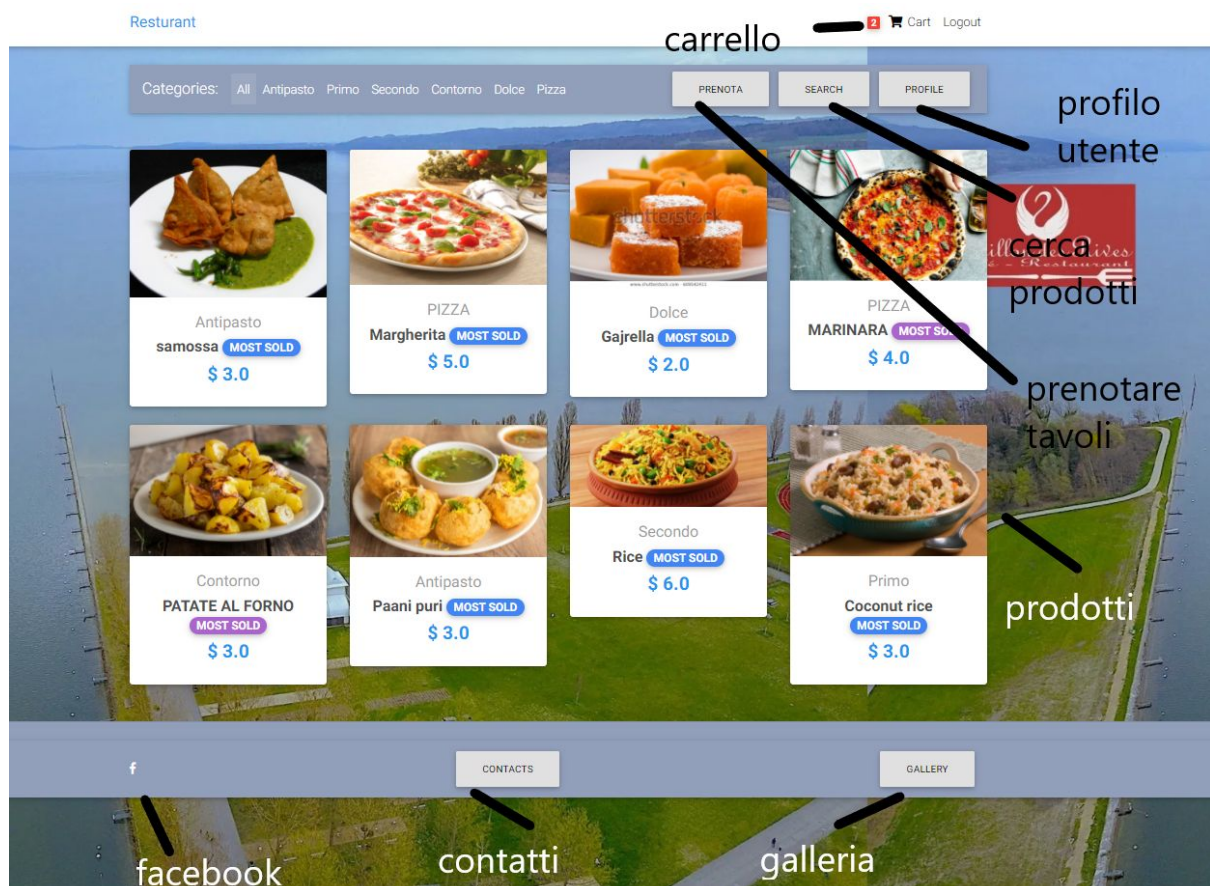 Resturant
2 Cart Logout
carrello
Categories: All Antipasto Primo Secondo Contorno Dolce Pizza
PRENOTA SEARCH PROFILE
profilo
utente
cerca
prodotti
Restaurant
shutterstock
Antipasto
samossa MOST SOLD
$ 3.0
PIZZA
Margherita MOST SOLD
$ 5.0
Dolce
Gajrella MOST SOLD
$ 2.0
PIZZA
MARINARA MOST SOLD
$ 4.0
prenotare
tavoli
Contorno
PATATE AL FORNO
MOST SOLD
$ 3.0
Antipasto
Paani puri MOST SOLD
$ 3.0
Secondo
Rice MOST SOLD
$ 6.0
Primo
Coconut rice
MOST SOLD
$ 3.0
prodotti
f
CONTACTS
GALLERY
facebook
contatti
galleria